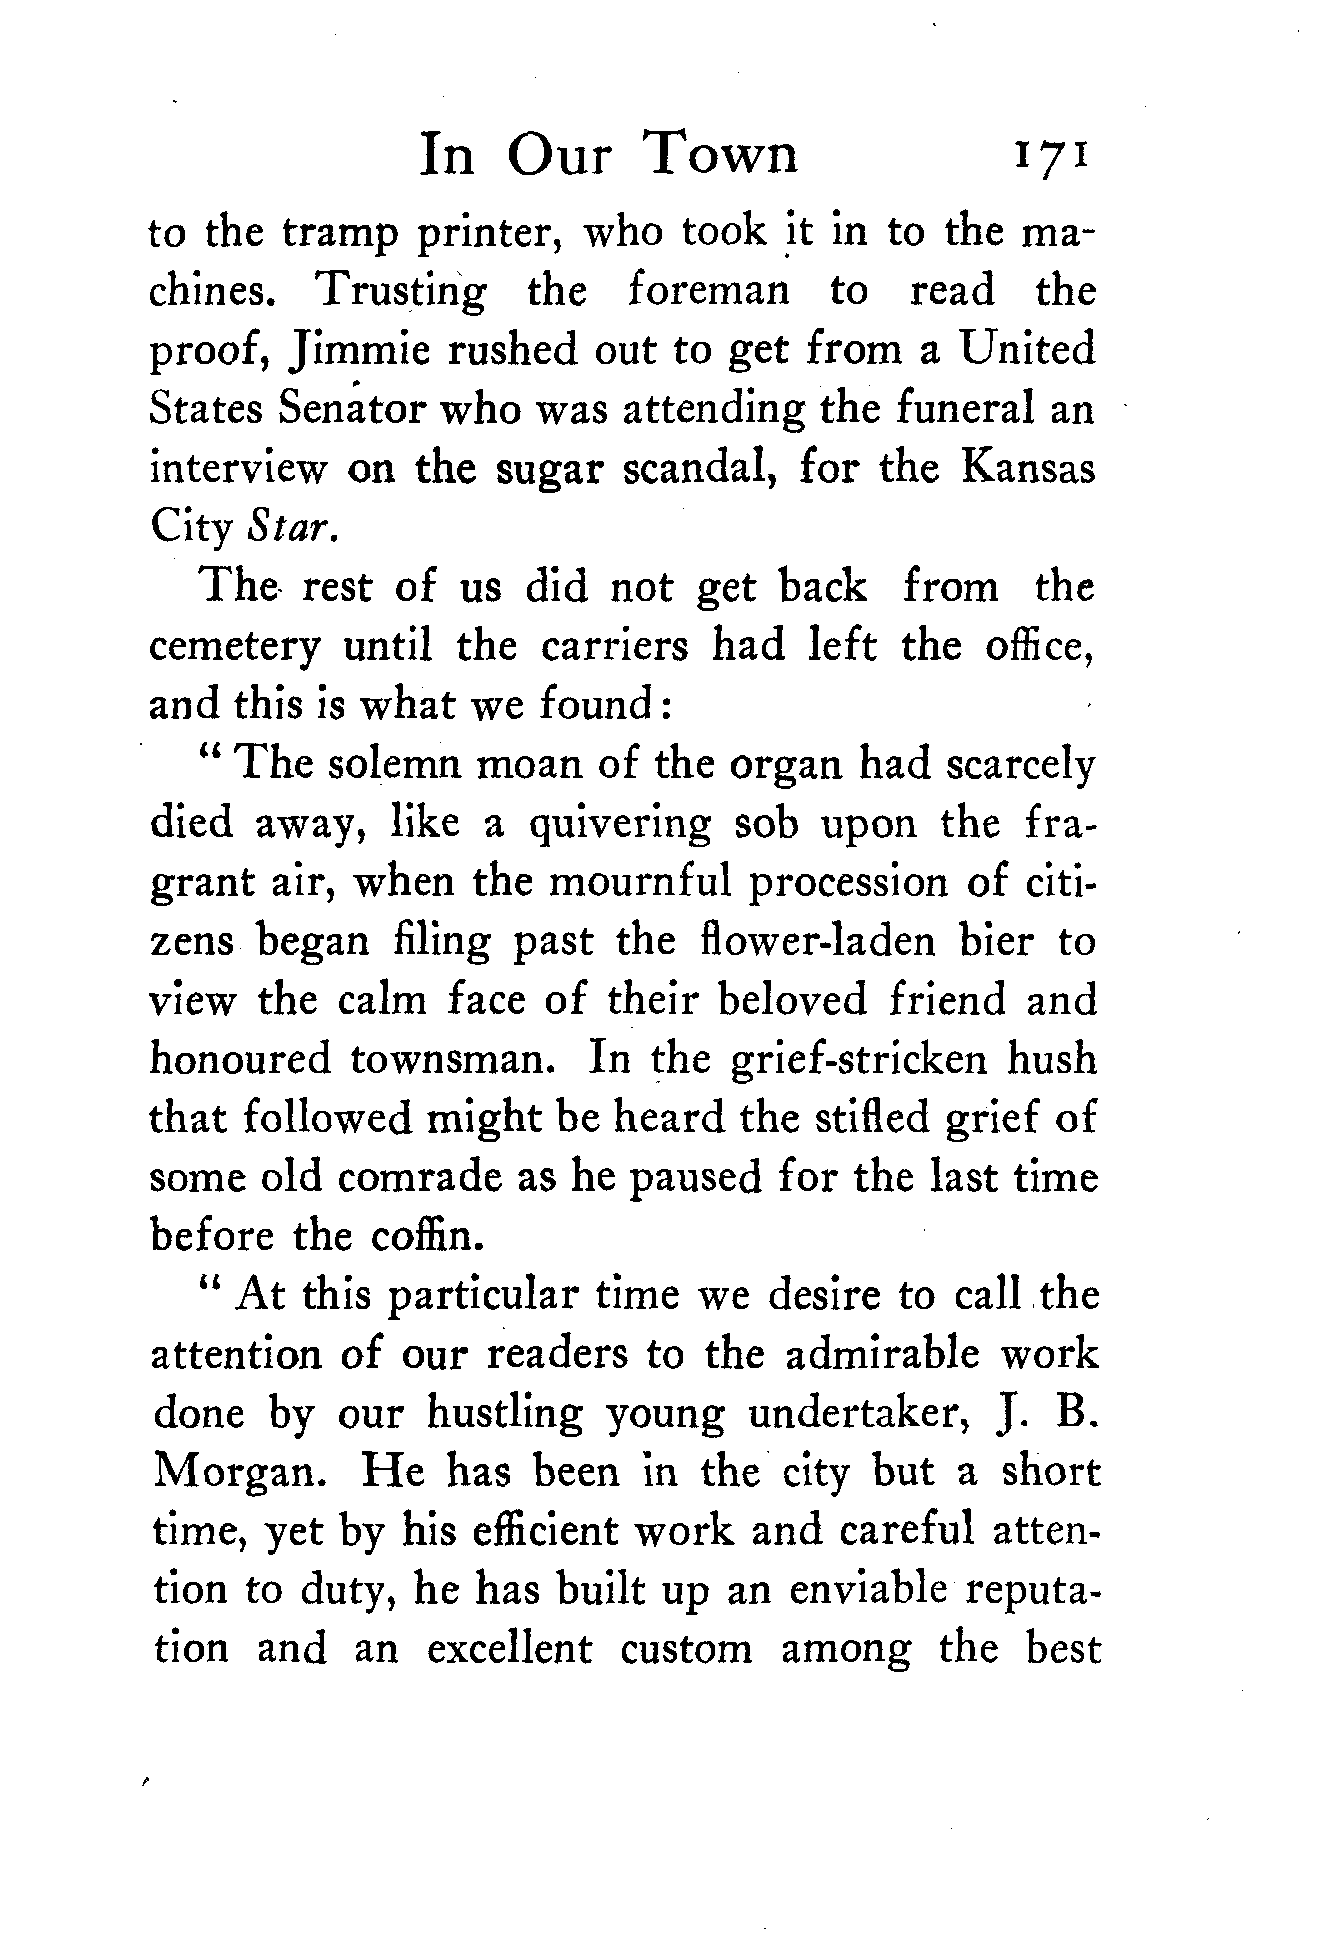 In Our Town 171
to the tramp printer, who took it in to the ma-
chines. Trusting the foreman to read the
proof, Jimmie rushed out to get from a United
States Senator who was attending the funeral an
interview on the sugar scandal, for the Kansas
City Star.
The rest of us did not get back from the
cemetery until the carriers had left the office,
and this is what we found:
“ The solemn moan of the organ had scarcely
died away, like a quivering sob upon the fra-
grant air, when the mournful procession of citi-
zens began filing past the flower-laden bier to
view the calm face of their beloved friend and
honoured townsman. In the grief-stricken hush
that followed might be heard the stifled grief of
some old comrade as he paused for the last time
before the coffin.
“ At this particular time we desire to call the
attention of our readers to the admirable work
done by our hustling young undertaker, J. B.
Morgan. He has been in the city but a short
time, yet by his efficient work and careful atten-
tion to duty, he has built up an enviable reputa-
tion and an excellent custom among the best